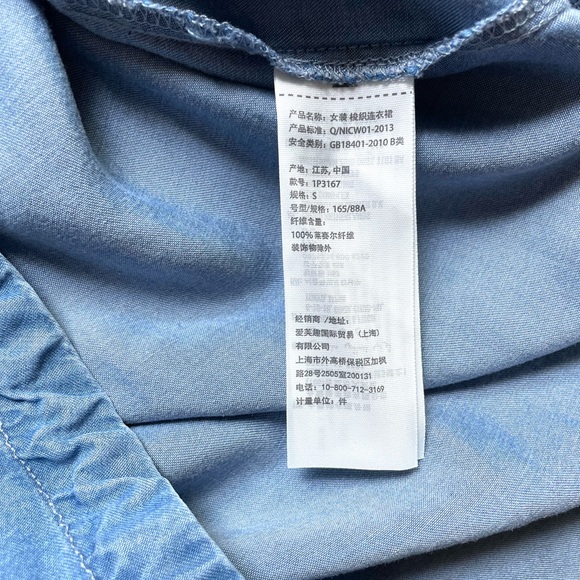 产品名称: 女装 梭织连衣裙
产品标准: Q/NICW01-2013
安全类别: GB18401-2010 B类
产地: 江苏, 中国
款号: 1P3167
规格: S
号型/规格: 165/88A
纤维含量:
100%莱赛尔纤维
装饰物除外
经销商 /地址:
爱芙趣国际贸易 (上海)
有限公司
上海市外高桥保税区加枫
路28号2505室200131
电话: 10-800-712-3169
计量单位: 件